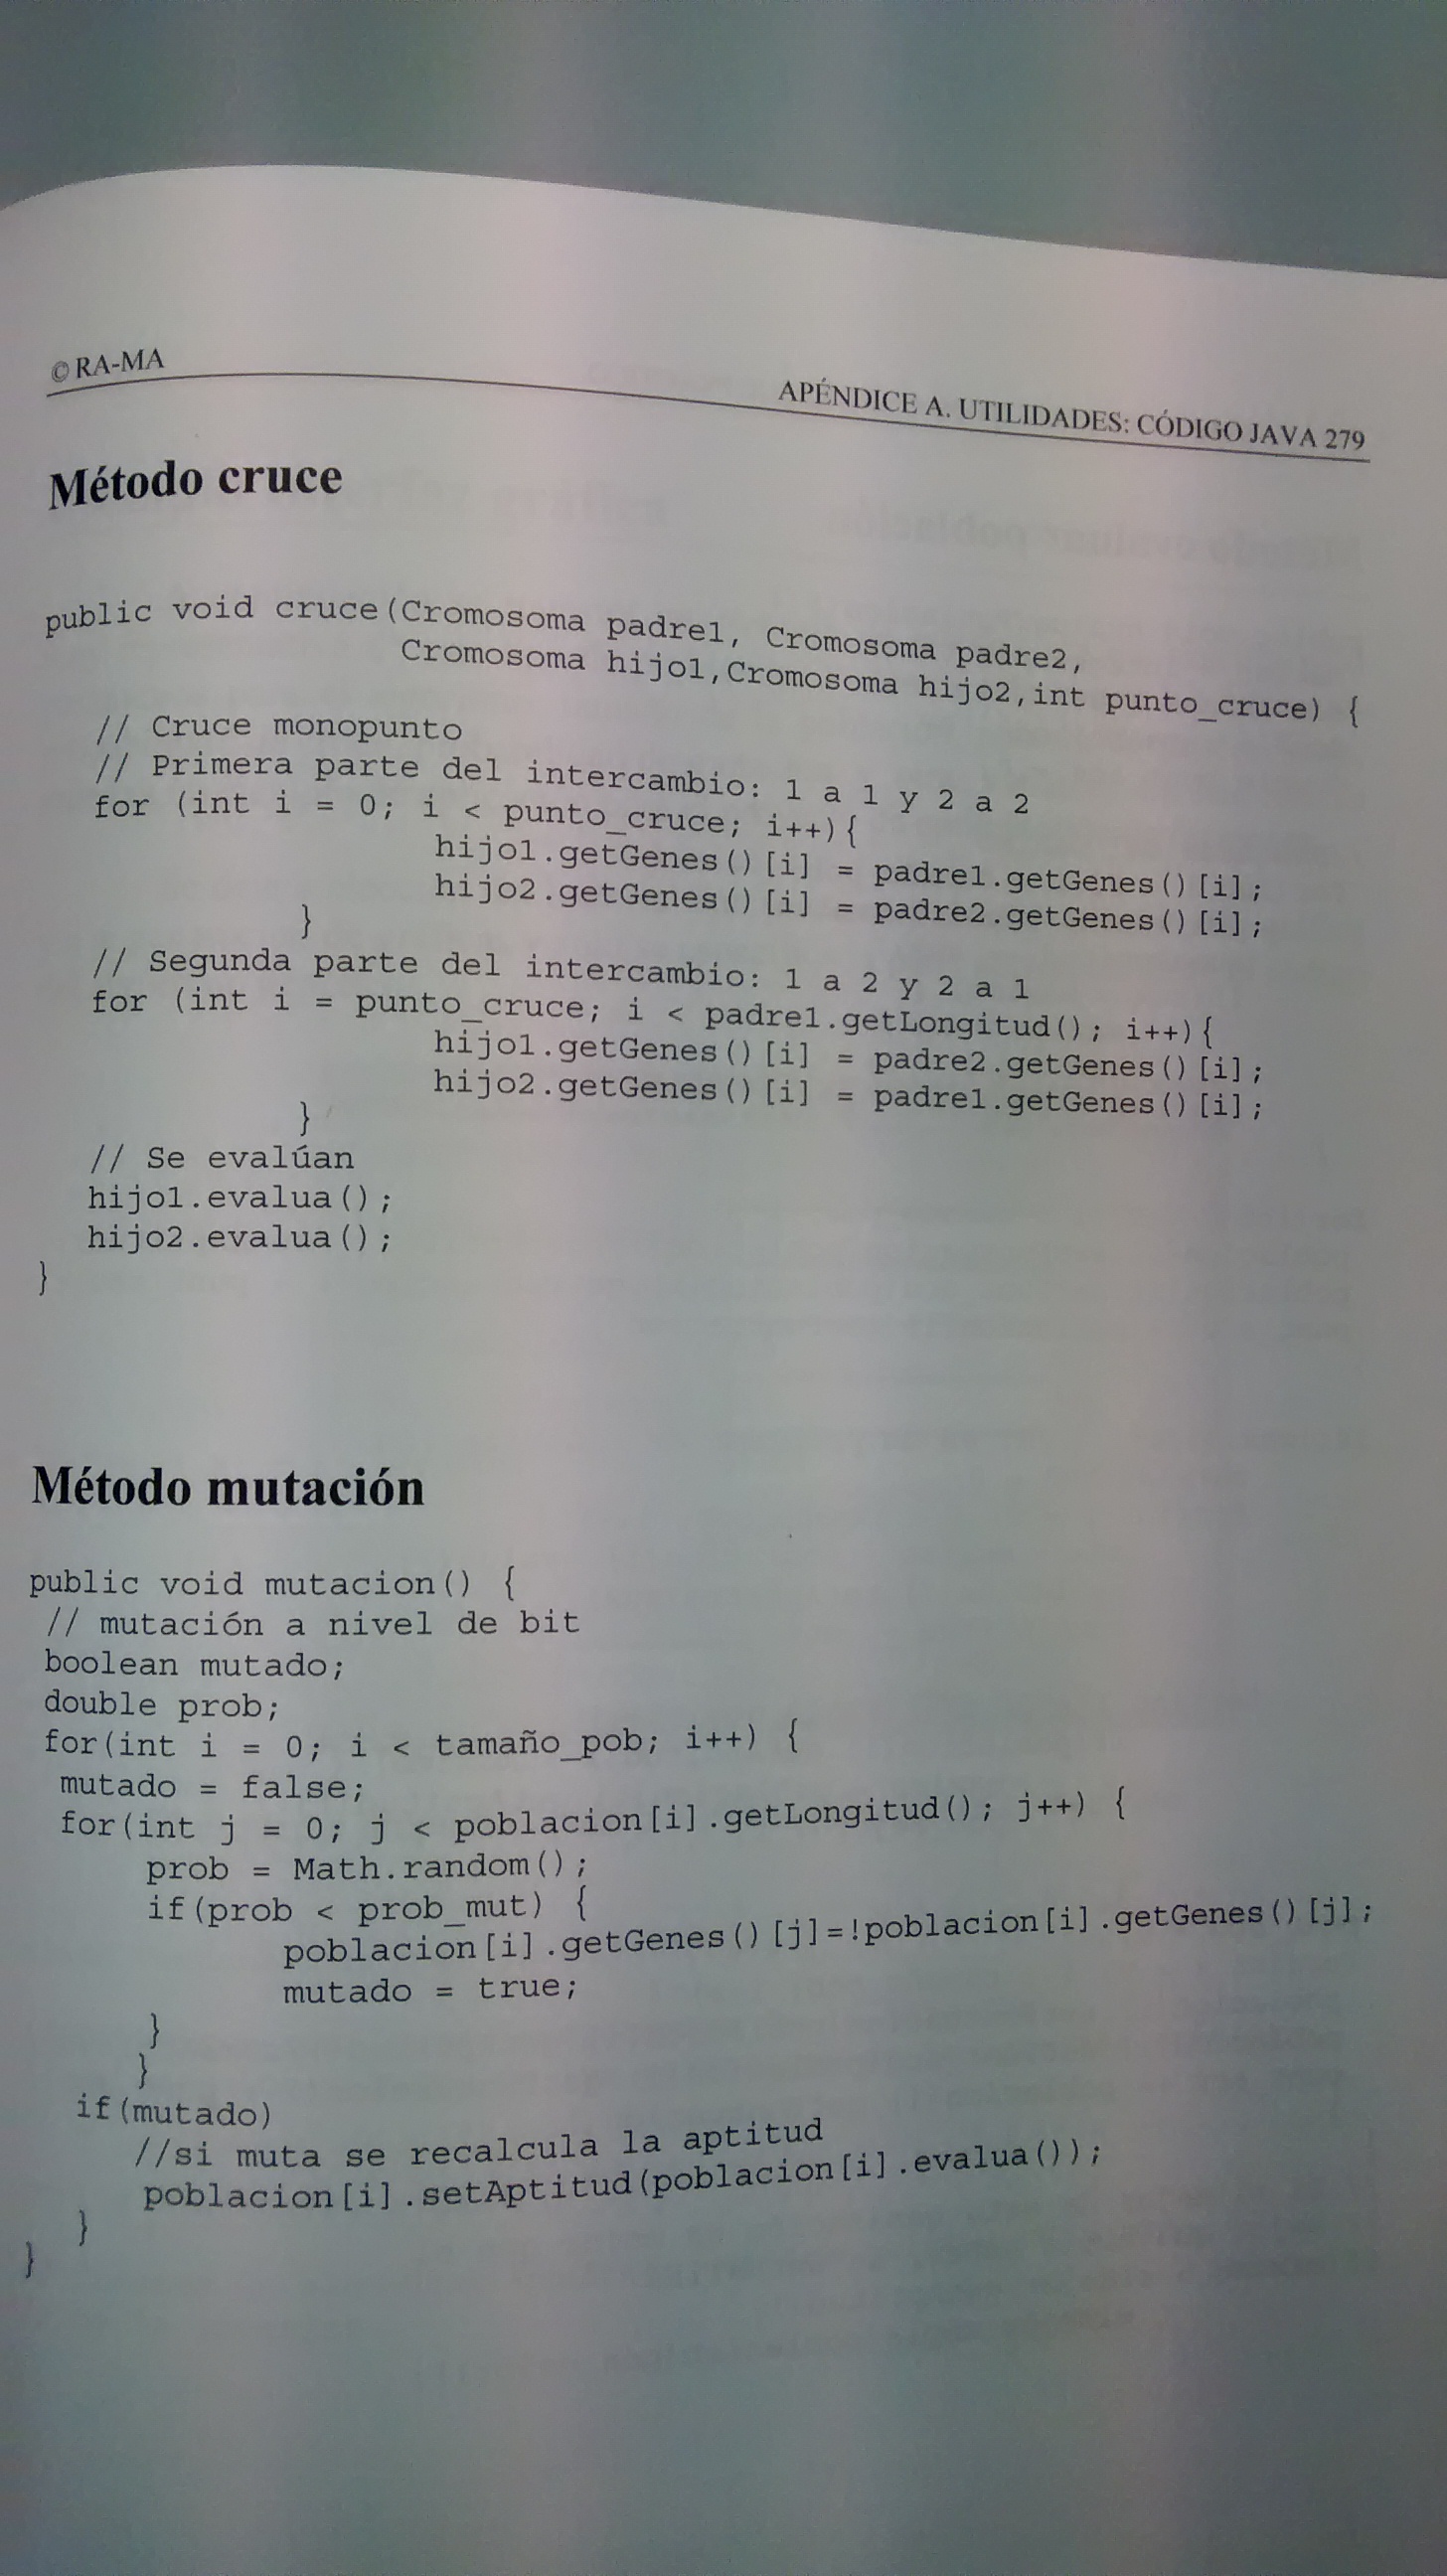 © RA-MA
APÉNDICE A. UTILIDADES: CÓDIGO JAVA 279
Método cruce
public void cruce(Cromosoma padre1, Cromosoma padre2,
Cromosoma hijo1,Cromosoma hijo2,int punto_cruce) {
// Cruce monopunto
// Primera parte del intercambio: 1 a 1 y 2 a 2
for (int i = 0; i < punto_cruce; i++){
hijo1.getGenes()[i] = padre1.getGenes()[i];
hijo2.getGenes()[i] = padre2.getGenes()[i];
}
// Segunda parte del intercambio: 1 a 2 y 2 a 1
for (int i = punto_cruce; i < padre1.getLongitud(); i++){
hijo1.getGenes()[i] = padre2.getGenes()[i];
hijo2.getGenes()[i] = padre1.getGenes()[i];
}
// Se evalúan
hijo1.evalua();
hijo2.evalua();
}
Método mutación
public void mutacion() {
// mutación a nivel de bit
boolean mutado;
double prob;
for(int i = 0; i < tamaño_pob; i++) {
mutado = false;
for(int j = 0; j < poblacion[i].getLongitud(); j++) {
prob = Math.random();
if(prob < prob_mut) {
poblacion[i].getGenes()[j]=!poblacion[i].getGenes()[j];
mutado = true;
}
}
if(mutado)
//si muta se recalcula la aptitud
poblacion[i].setAptitud(poblacion[i].evalua());
}
}